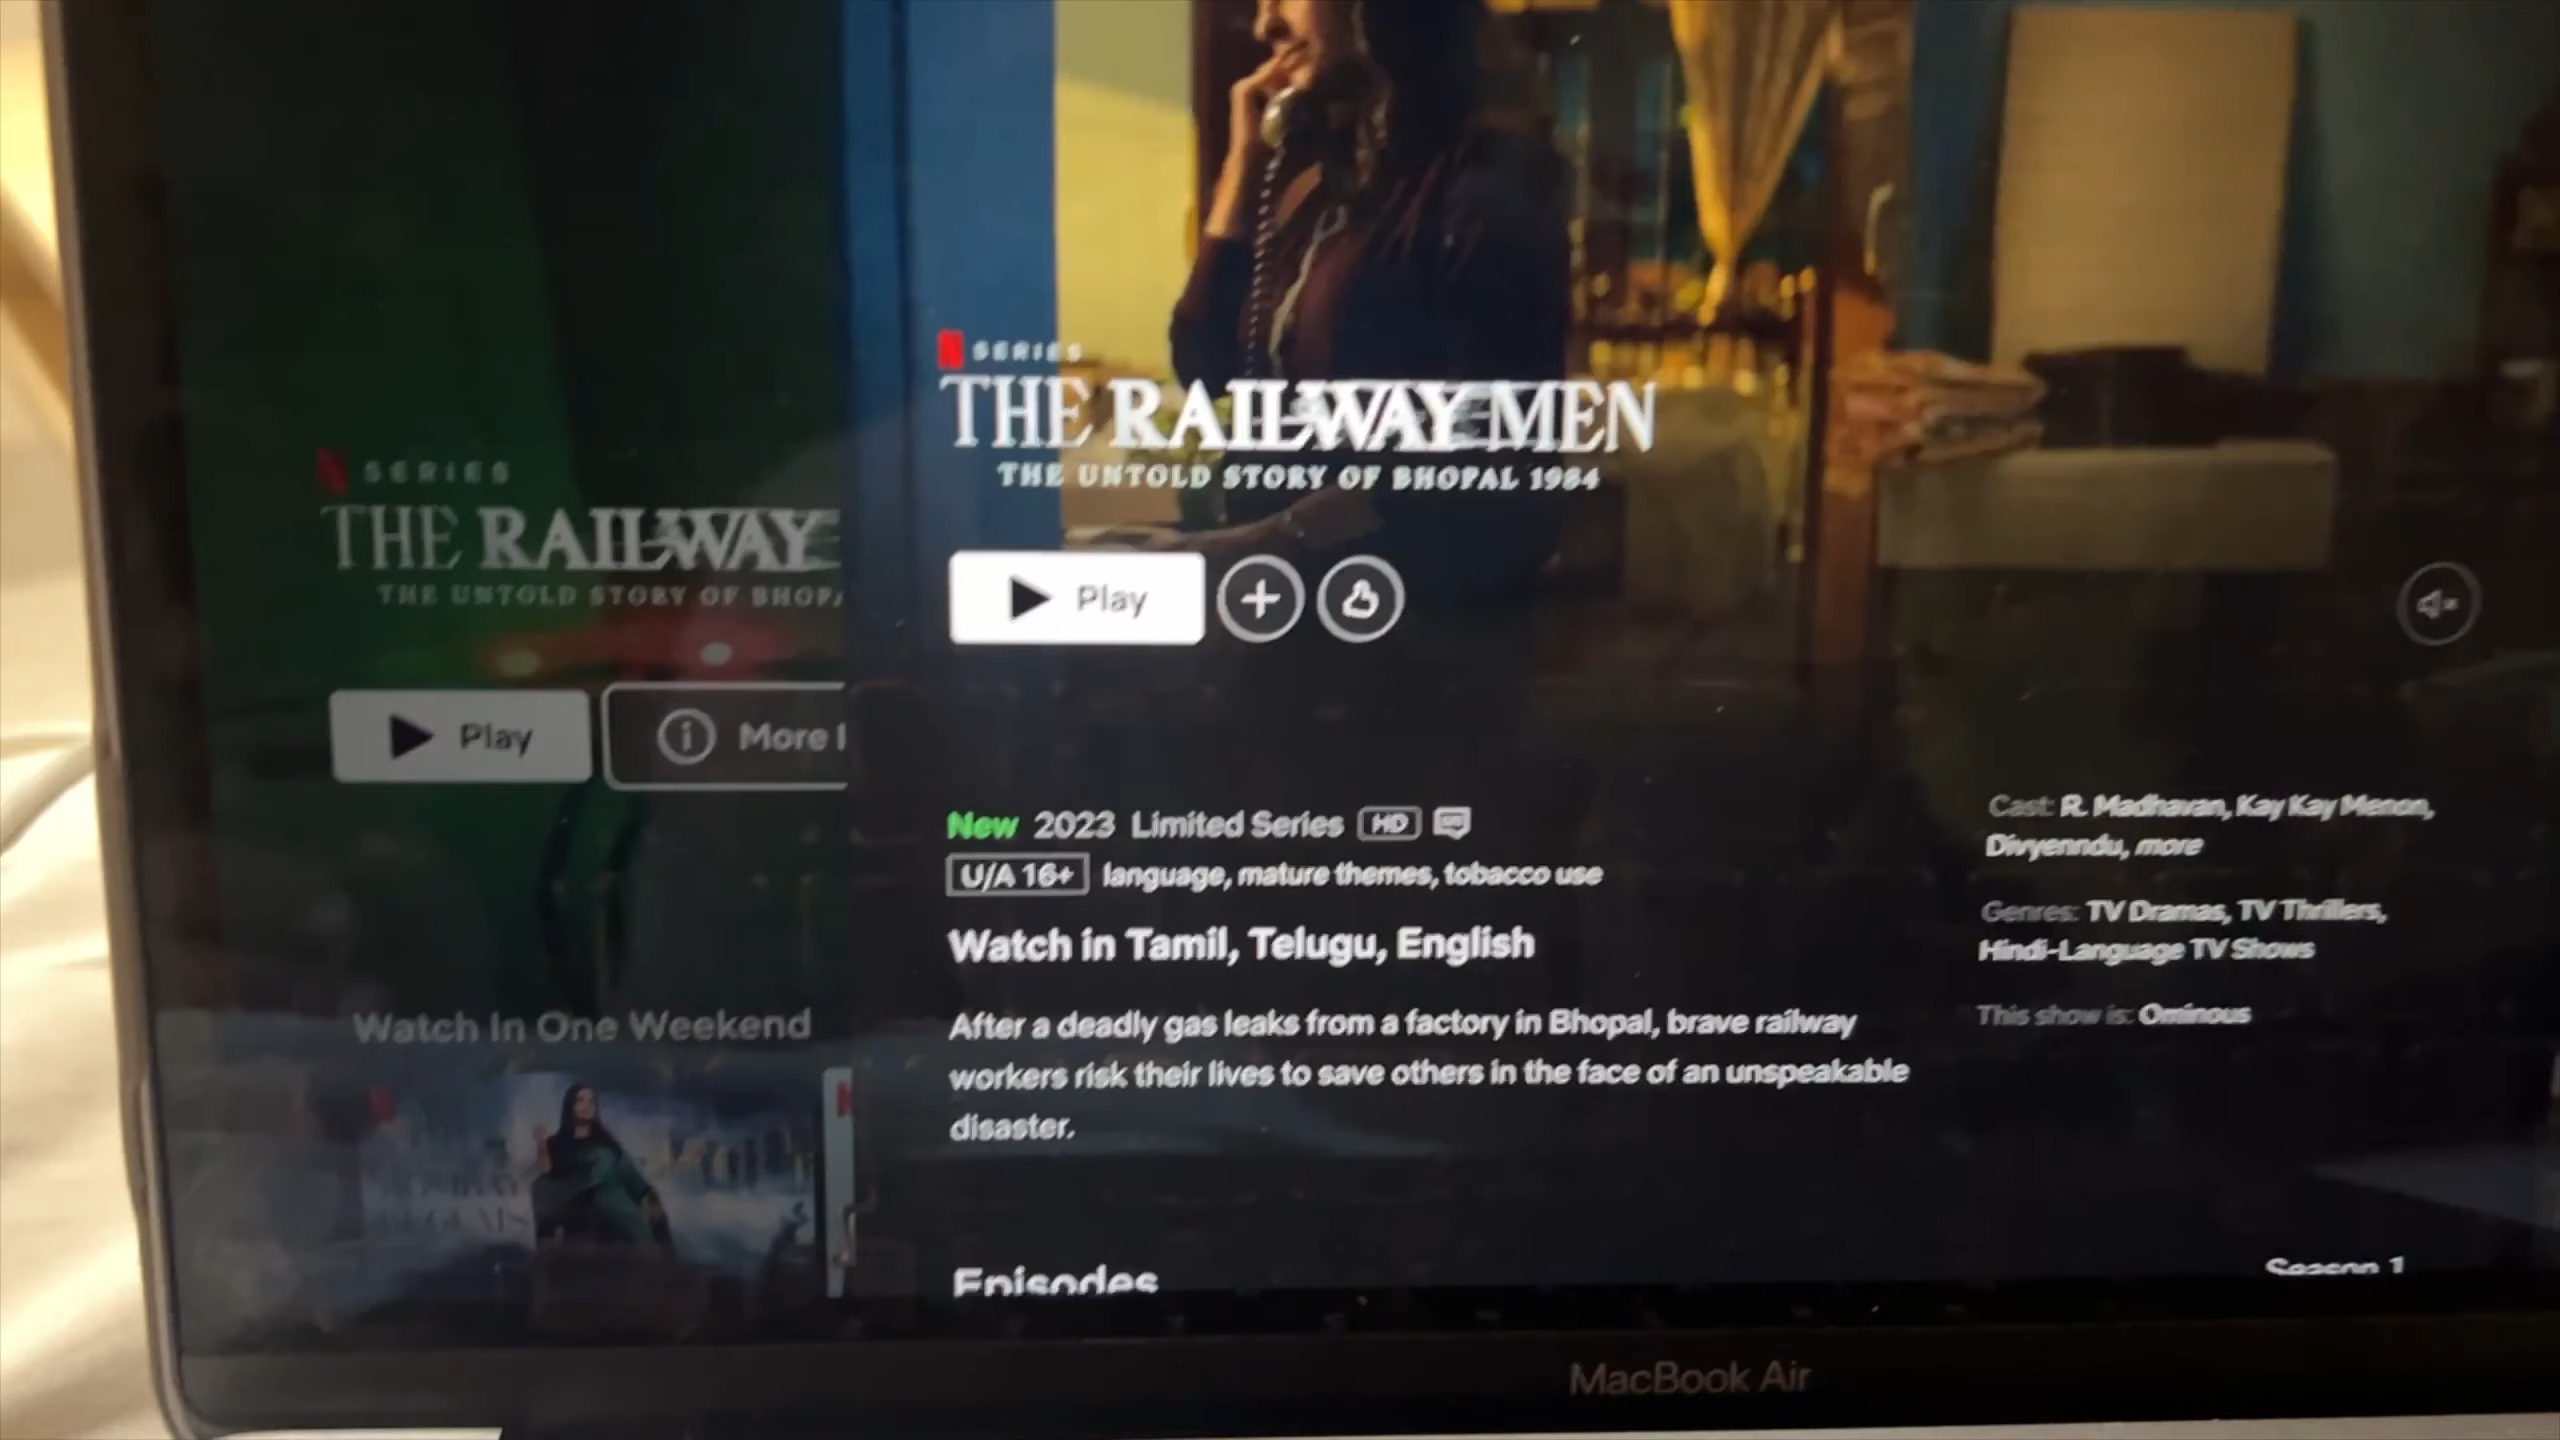 SERIES
THE RAILWAY MEN
THE UNTOLD STORY OF BHOPAL 1984
Play
SERIES
THE RAILWAY
THE UNTOLD STORY OF BHOPA
Play
More I
New 2023 Limited Series HD
U/A 16+ language, mature themes, tobacco use
Watch in Tamil, Telugu, English
After a deadly gas leaks from a factory in Bhopal, brave railway
workers risk their lives to save others in the face of an unspeakable
disaster.
Cast: R. Madhavan, Kay Kay Menon,
Divyenndu, more
Genres: TV Dramas, TV Thrillers,
Hindi-Language TV Shows
This show is: Ominous
Watch In One Weekend
Episodes
Season 1
MacBook Air